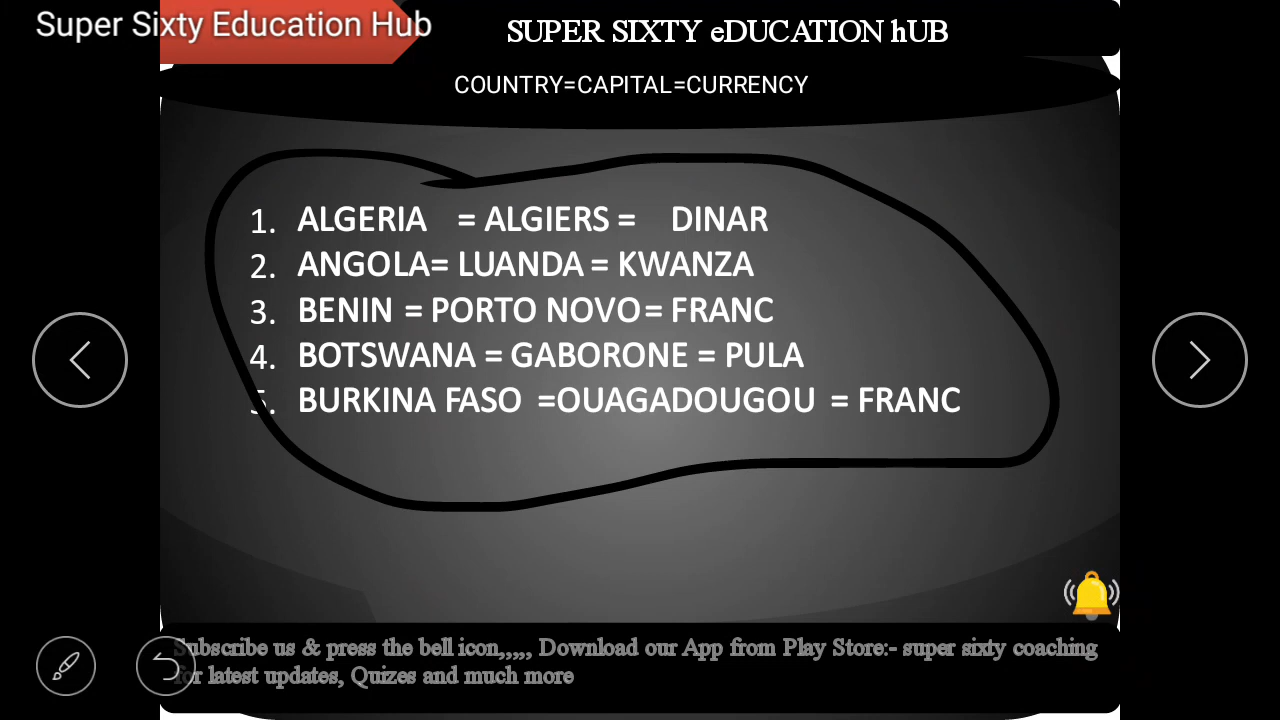 Super Sixty Education Hub
SUPER SIXTY eDUCATION hUB
COUNTRY=CAPITAL=CURRENCY
1. ALGERIA = ALGIERS = DINAR
2. ANGOLA= LUANDA = KWANZA
3. BENIN = PORTO NOVO= FRANC
4. BOTSWANA = GABORONE = PULA
5. BURKINA FASO =OUAGADOUGOU = FRANC
Subscribe us & press the bell icon,,,,, Download our App from Play Store:- super sixty coaching
for latest updates, Quizes and much more